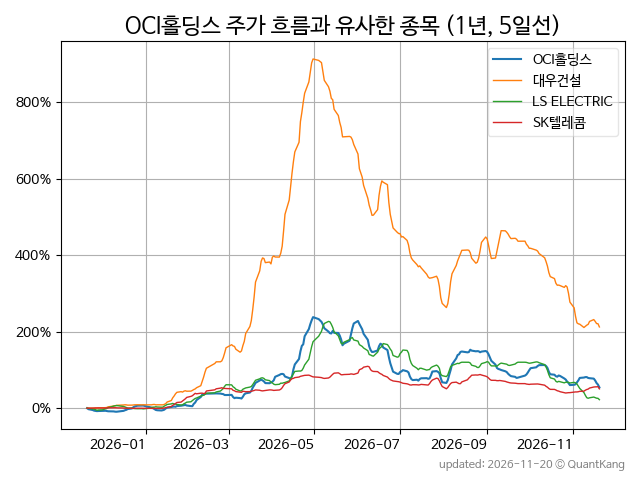 OCI홀딩스 주가 흐름과 유사한 종목 (1년, 5일선)
OCI홀딩스
대우건설
LS ELECTRIC
SK텔레콤
800%
600%
400%
200%
0%
2026-01 2026-03 2026-05 2026-07 2026-09 2026-11
updated: 2026-11-20 © QuantKang